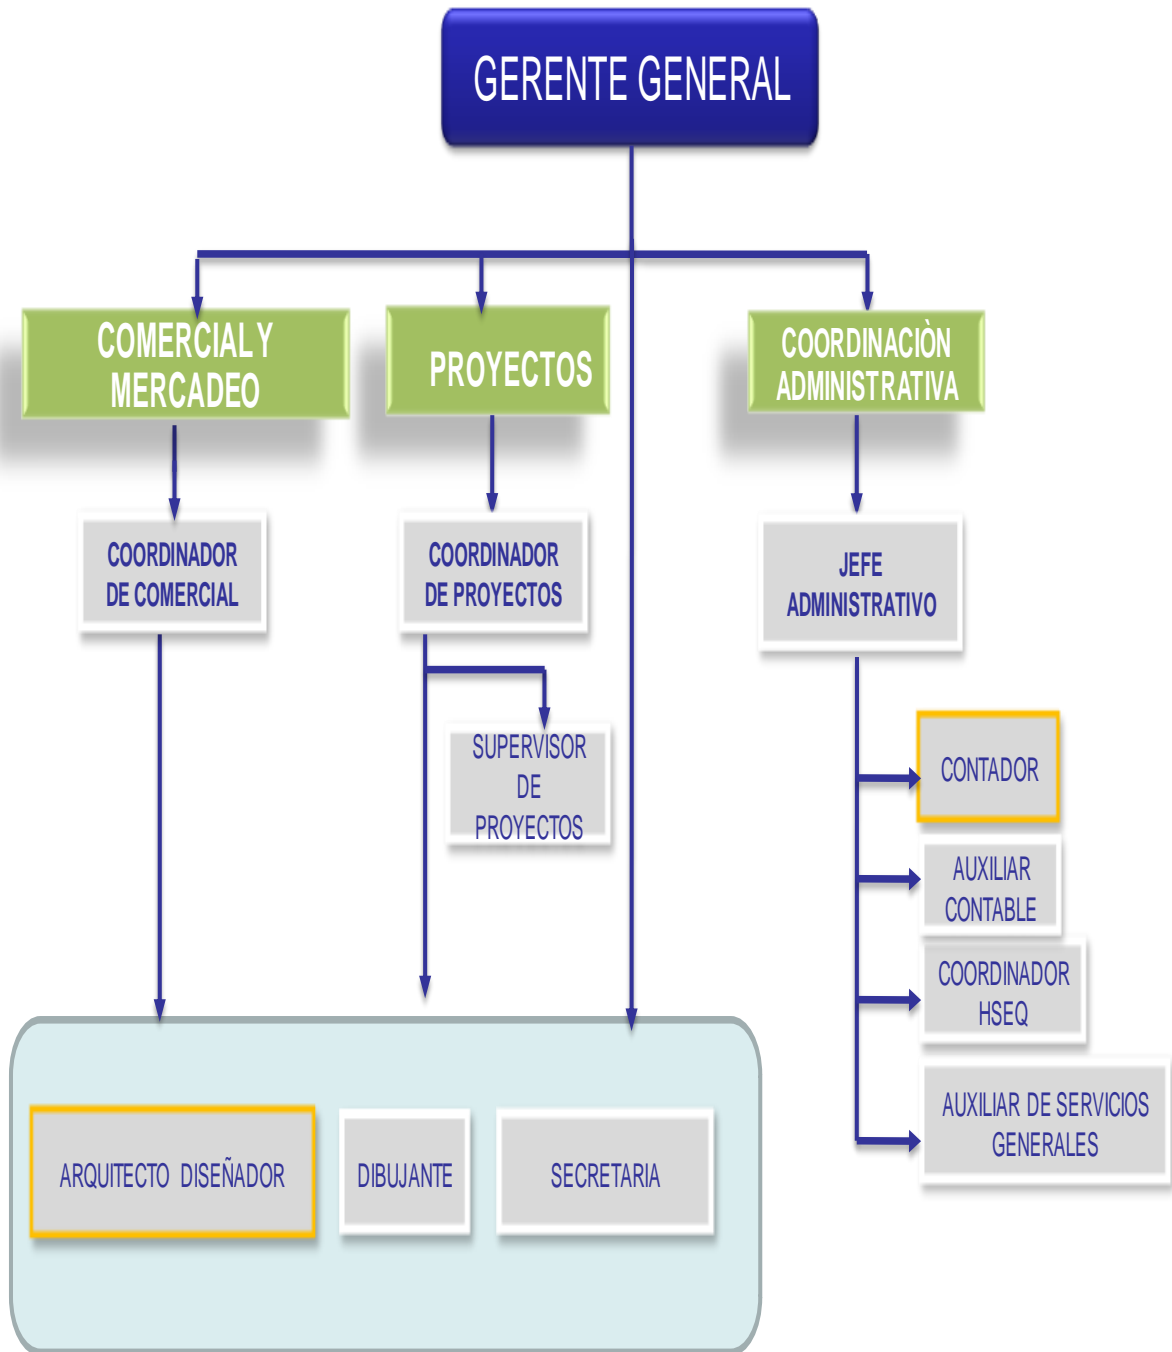 GERENTE GENERAL
COMERCIAL Y
MERCADEO
PROYECTOS
COORDINACIÒN
ADMINISTRATIVA
COORDINADOR
DE COMERCIAL
COORDINADOR
DE PROYECTOS
JEFE
ADMINISTRATIVO
SUPERVISOR
DE
PROYECTOS
CONTADOR
AUXILIAR
CONTABLE
COORDINADOR
HSEQ
AUXILIAR DE SERVICIOS
GENERALES
ARQUITECTO DISEÑADOR
DIBUJANTE
SECRETARIA